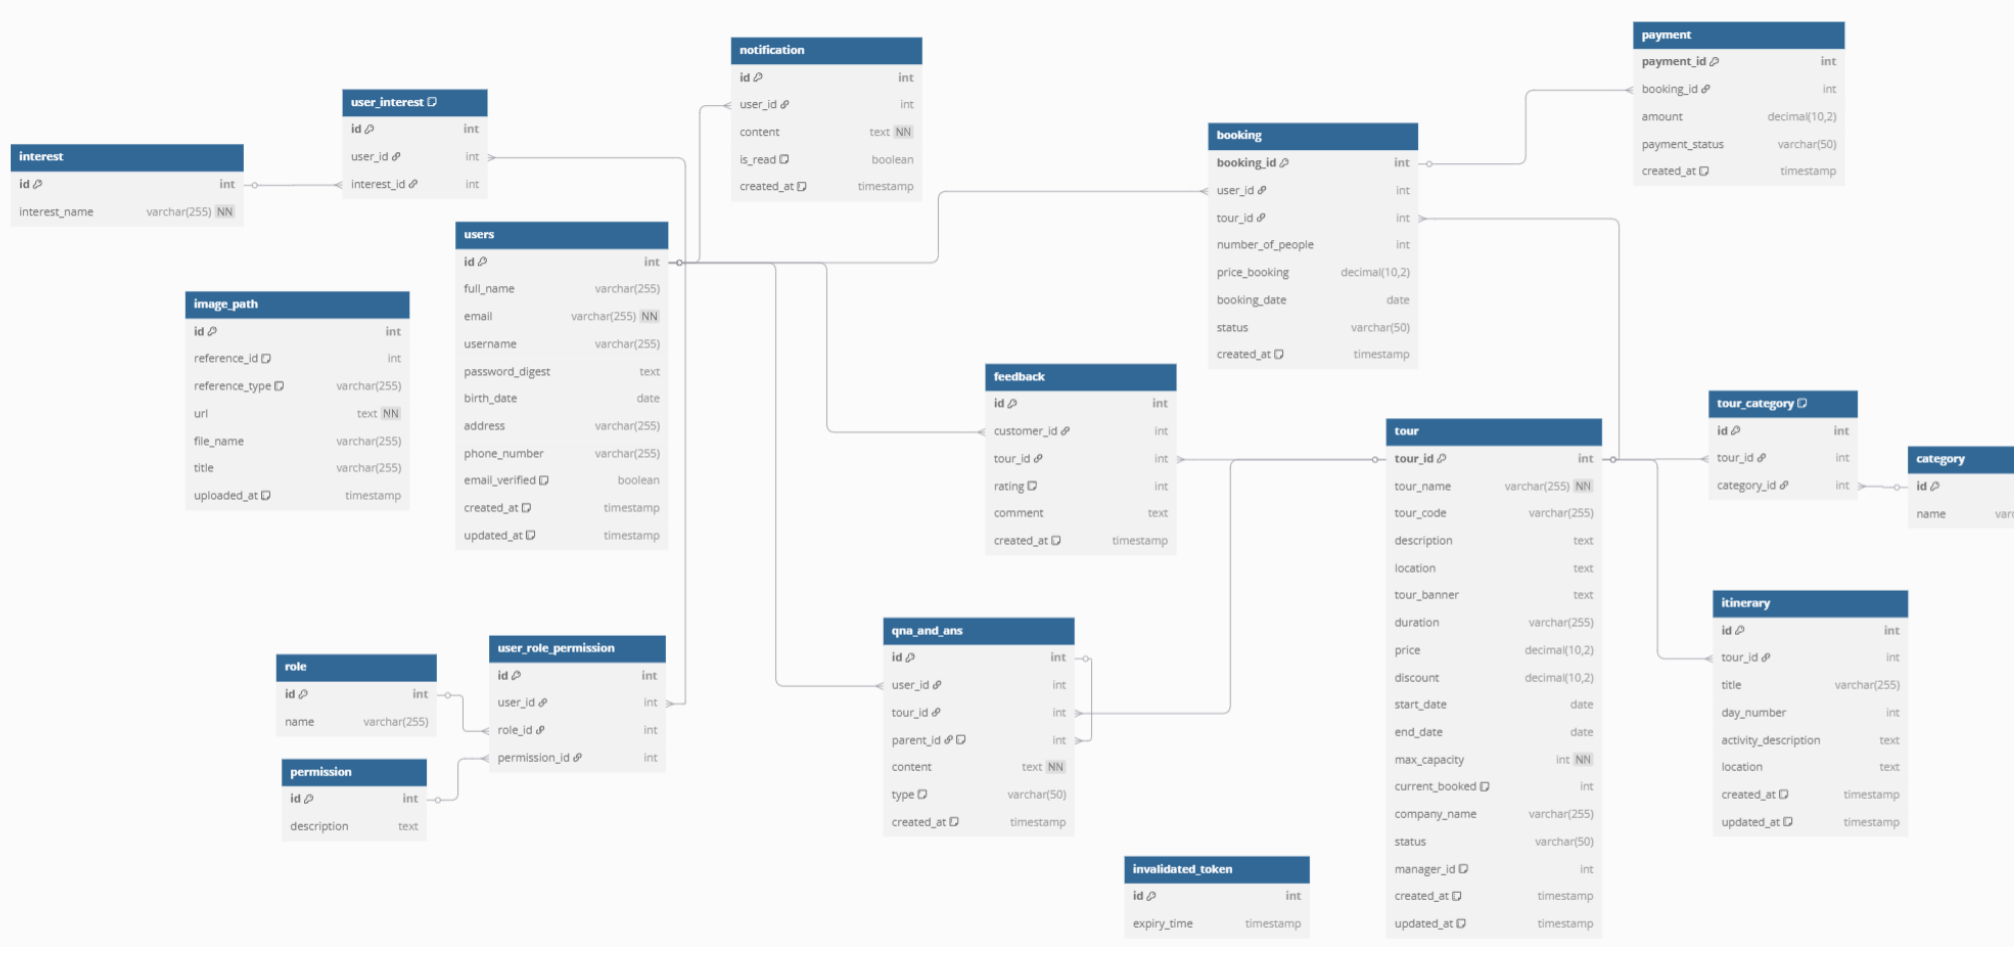 notification
id int
user_id int
content text NN
is_read boolean
created_at timestamp
payment
payment_id int
booking_id int
amount decimal(10,2)
payment_status varchar(50)
created_at timestamp
user_interest
id int
user_id int
interest_id int
interest
id int
interest_name varchar(255) NN
booking
booking_id int
user_id int
tour_id int
number_of_people int
price_booking decimal(10,2)
booking_date date
status varchar(50)
created_at timestamp
users
id int
full_name varchar(255)
email varchar(255) NN
username varchar(255)
password_digest text
birth_date date
address varchar(255)
phone_number varchar(255)
email_verified boolean
created_at timestamp
updated_at timestamp
image_path
id int
reference_id int
reference_type varchar(255)
url text NN
file_name varchar(255)
title varchar(255)
uploaded_at timestamp
feedback
id int
customer_id int
tour_id int
rating int
comment text
created_at timestamp
tour
tour_id int
tour_name varchar(255) NN
tour_code varchar(255)
description text
location text
tour_banner text
duration varchar(255)
price decimal(10,2)
discount decimal(10,2)
start_date date
end_date date
max_capacity int NN
current_booked int
company_name varchar(255)
status varchar(50)
manager_id int
created_at timestamp
updated_at timestamp
tour_category
id int
tour_id int
category_id int
category
id
name
itinerary
id int
tour_id int
title varchar(255)
day_number int
activity_description text
location text
created_at timestamp
updated_at timestamp
qna_and_ans
id int
user_id int
tour_id int
parent_id int
content text NN
type varchar(50)
created_at timestamp
user_role_permission
id int
user_id int
role_id int
permission_id int
role
id int
name varchar(255)
permission
id int
description text
invalidated_token
id int
expiry_time timestamp